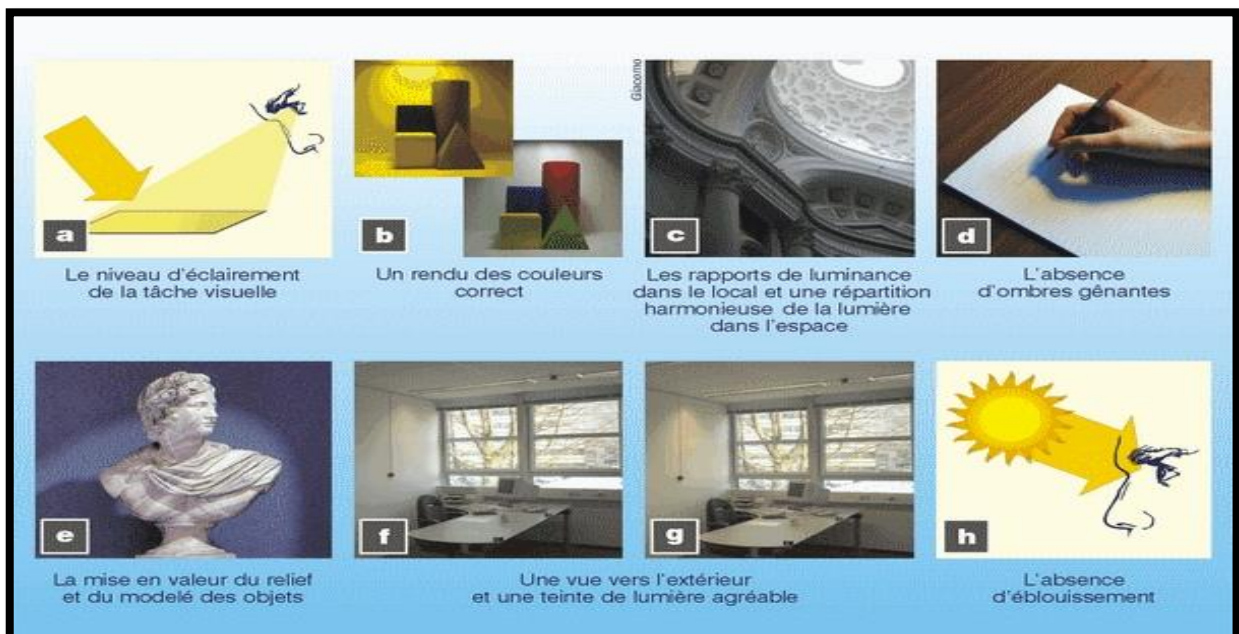 Giacomo
a
b
c
d
Le niveau d'éclairement
de la tâche visuelle
Un rendu des couleurs
correct
Les rapports de luminance
dans le local et une répartition
harmonieuse de la lumière
dans l'espace
L'absence
d'ombres gênantes
e
f
g
h
La mise en valeur du relief
et du modelé des objets
Une vue vers l'extérieur
et une teinte de lumière agréable
L'absence
d'éblouissement